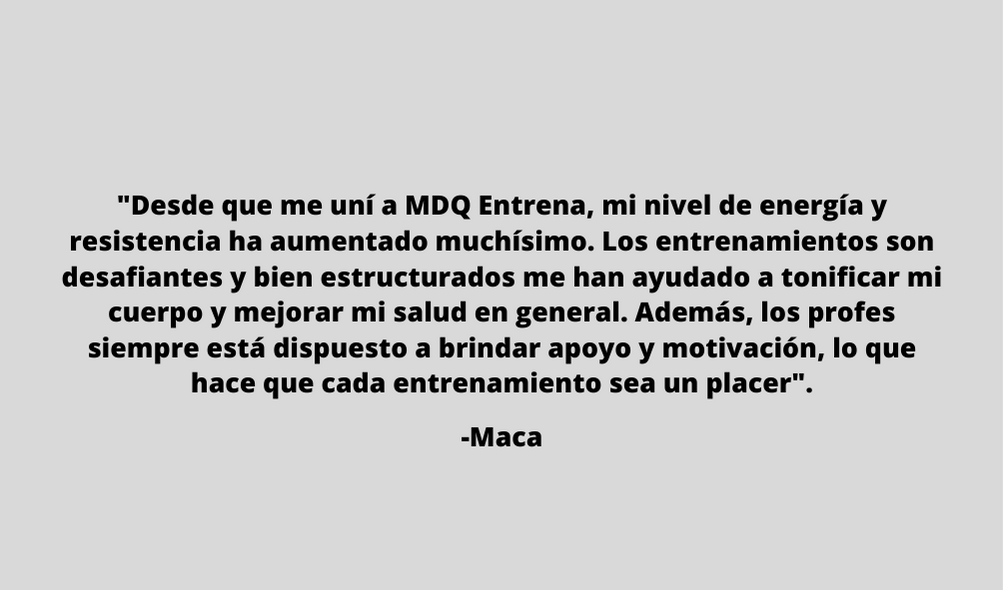 "Desde que me uní a MDQ Entrena, mi nivel de energía y
resistencia ha aumentado muchísimo. Los entrenamientos son
desafiantes y bien estructurados me han ayudado a tonificar mi
cuerpo y mejorar mi salud en general. Además, los profes
siempre está dispuesto a brindar apoyo y motivación, lo que
hace que cada entrenamiento sea un placer".
-Maca